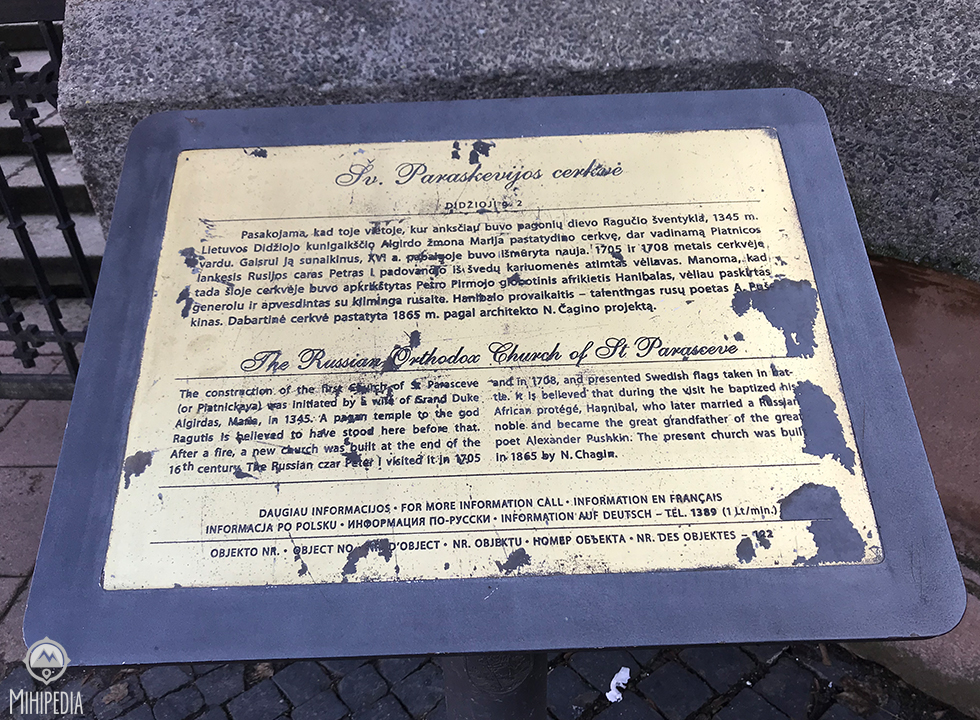 Šv. Paraskevijos cerkvė
DIDŽIOJI g. 2
Pasakojama, kad toje vietoje, kur anksčiau buvo pagonių dievo Ragučio šventykla, 1345 m.
Lietuvos Didžiojo kunigaikščio Algirdo žmona Marija pastatydino cerkvę, dar vadinamą Piatnicos
vardu. Gaisrui ją sunaikinus, XVI a. pabaigoje buvo išmūryta nauja. 1705 ir 1708 metais cerkvėje
lankęsis Rusijos caras Petras I padovanojo iš švedų kariuomenės atimtas vėliavas. Manoma, kad
tada šioje cerkvėje buvo apkrikštytas Petro Pirmojo globotinis afrikietis Hanibalas, vėliau paskirtas
generolu ir apvesdintas su kilminga rusaite. Hanibalo provaikaitis – talentingas rusų poetas A. Puš-
kinas. Dabartinė cerkvė pastatyta 1865 m. pagal architekto N. Čagino projektą.
The Russian Orthodox Church of St Parasceve
The construction of the first Church of St Parasceve
(or Piatnickaya) was initiated by a wife of Grand Duke
Algirdas, Maria, in 1345. A pagan temple to the god
Ragutis is believed to have stood here before that.
After a fire, a new church was built at the end of the
16th century. The Russian czar Peter I visited it in 1705
and in 1708, and presented Swedish flags taken in bat-
tle. It is believed that during the visit he baptized his
African protégé, Hannibal, who later married a Russian
noble and became the great grandfather of the great
poet Alexander Pushkin. The present church was built
in 1865 by N. Chagin.
DAUGIAU INFORMACIJOS • FOR MORE INFORMATION CALL • INFORMATION EN FRANÇAIS
INFORMACJA PO POLSKU • ИНФОРМАЦИЯ ПО-РУССКИ • INFORMATION AUF DEUTSCH – TEL. 1389 (1 Lt/min.)
OBJEKTO NR. • OBJECT NO. D'OBJECT • NR. OBJEKTU • НОМЕР ОБЪЕКТА • NR. DES OBJEKTES – 122
MIHIPEDIA